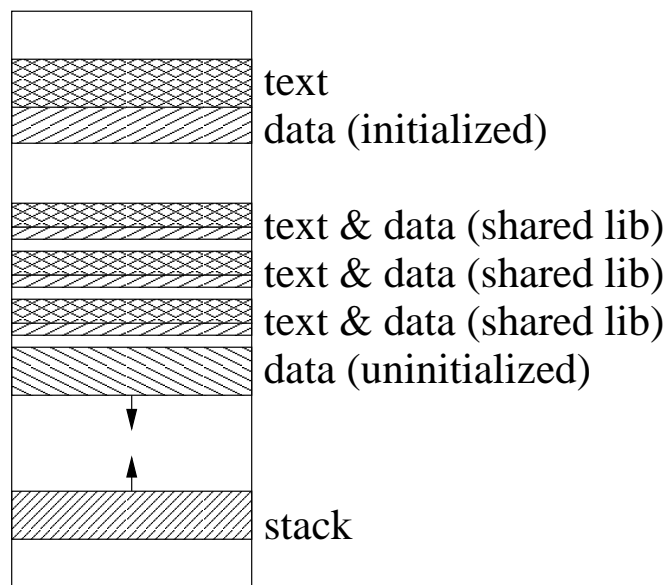 text
data (initialized)
text & data (shared lib)
text & data (shared lib)
text & data (shared lib)
data (uninitialized)
stack